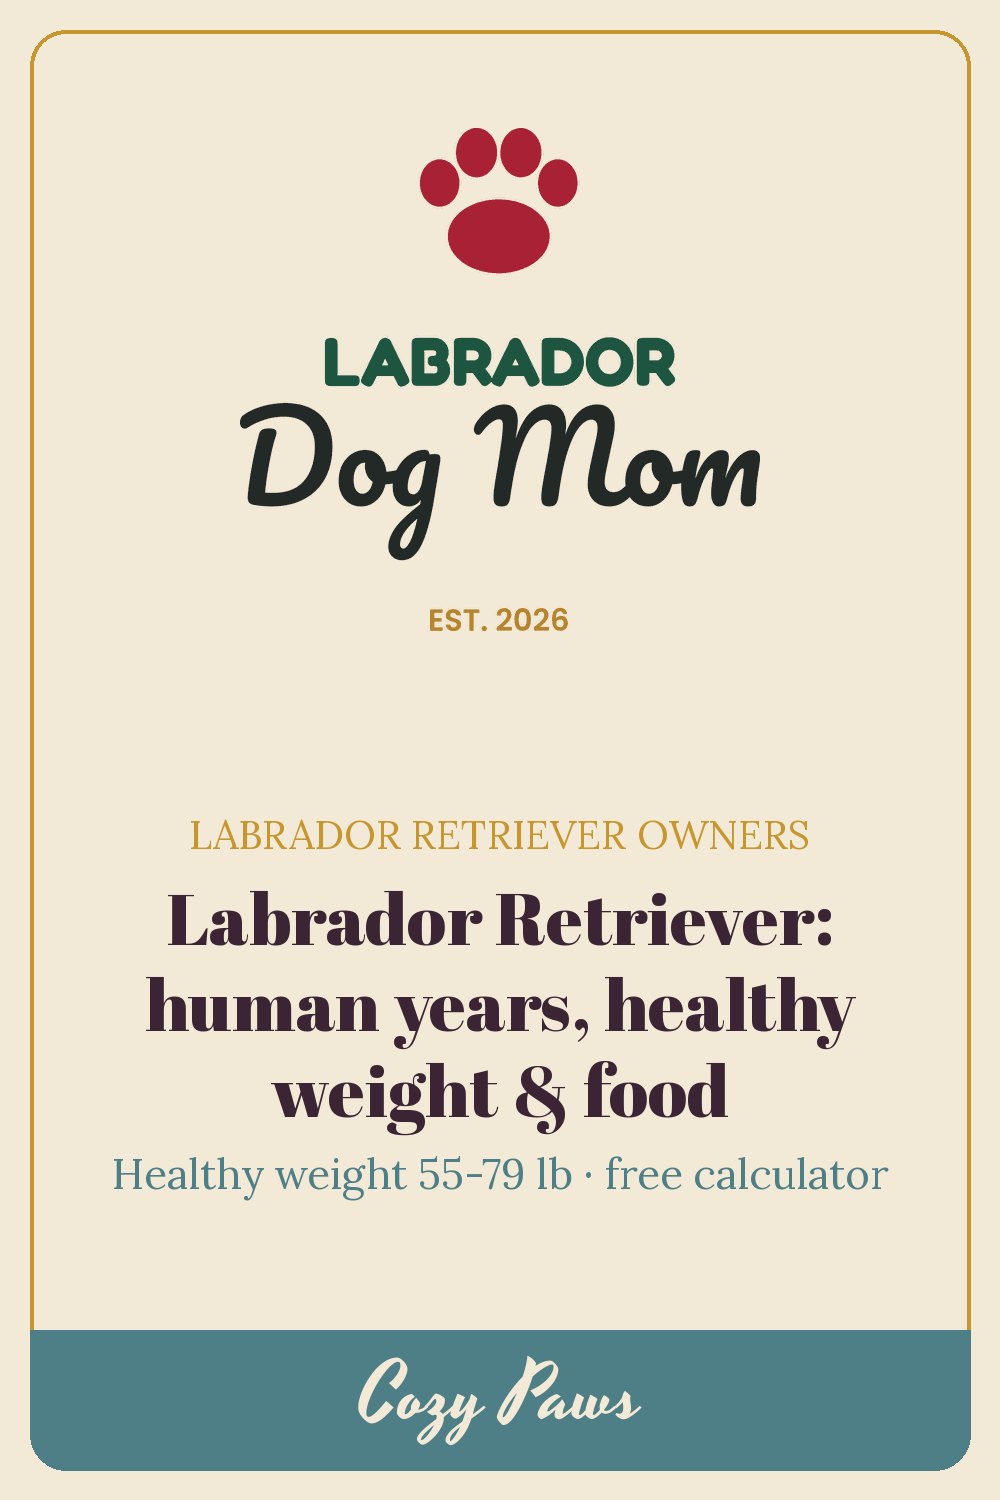 LABRADOR
Dog Mom
EST. 2026
LABRADOR RETRIEVER OWNERS
Labrador Retriever:
human years, healthy
weight & food
Healthy weight 55-79 lb · free calculator
Cozy Paws